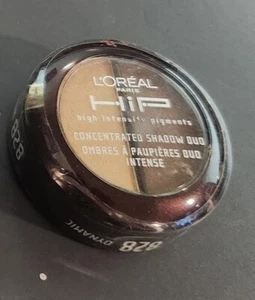 L'ORÉAL
PARIS
HiP
high intensity pigments
CONCENTRATED SHADOW DUO
OMBRES À PAUPIÈRES DUO
INTENSE
828
828
DYNAMIC